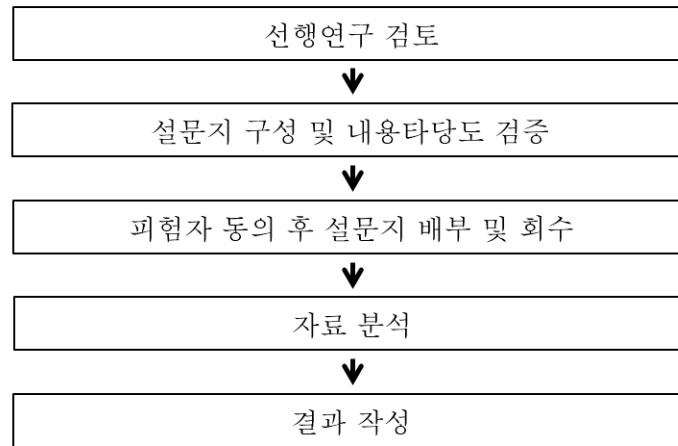 선행연구 검토
설문지 구성 및 내용타당도 검증
피험자 동의 후 설문지 배부 및 회수
자료 분석
결과 작성